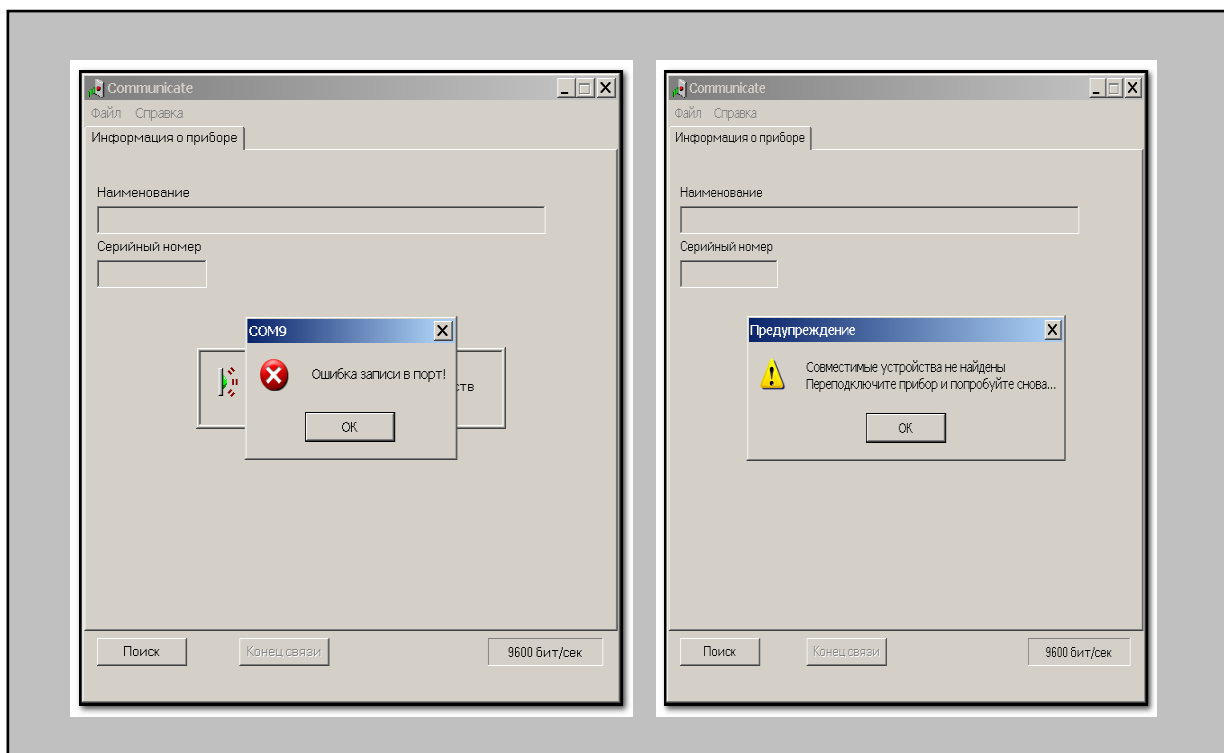 Communicate
Файл Справка
Информация о приборе
Наименование
Серийный номер
COM9
Ошибка записи в порт!
тв
OK
Поиск
Конец связи
9600 бит/сек
Communicate
Файл Справка
Информация о приборе
Наименование
Серийный номер
Предупреждение
Совместимые устройства не найдены
Переподключите прибор и попробуйте снова...
OK
Поиск
Конец связи
9600 бит/сек